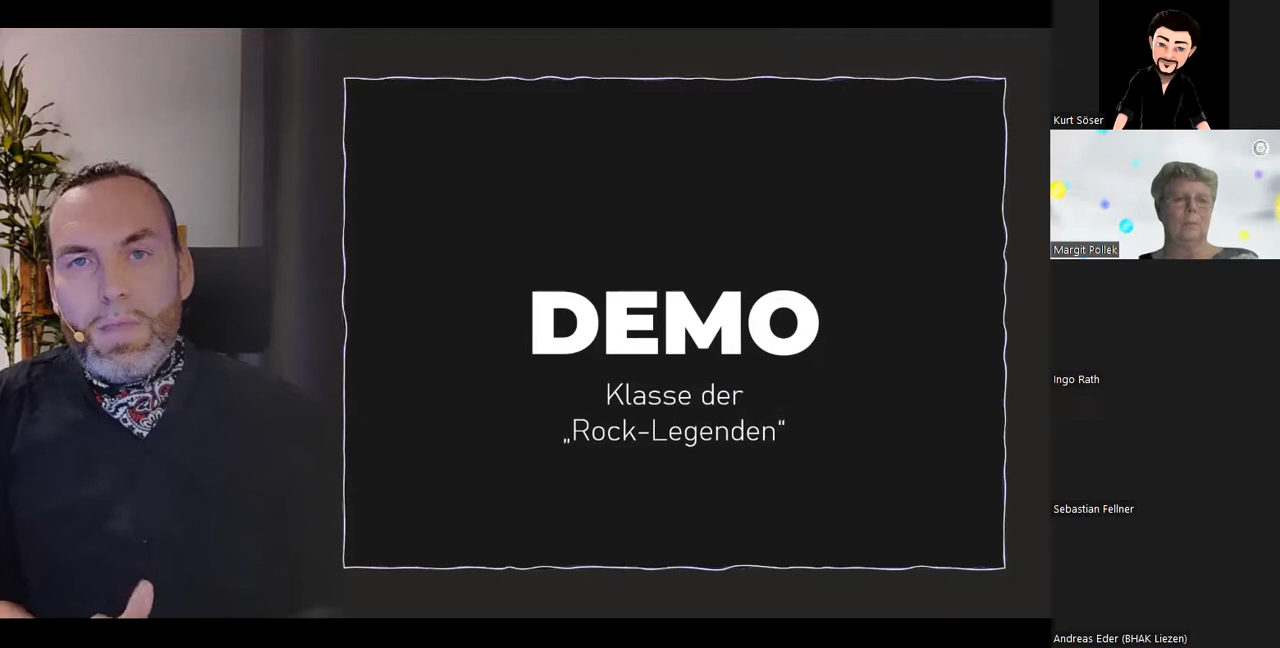 DEMO
Klasse der
„Rock-Legenden“
Kurt Söser
Margit Pollek
Ingo Rath
Sebastian Fellner
Andreas Eder (BHAK Liezen)